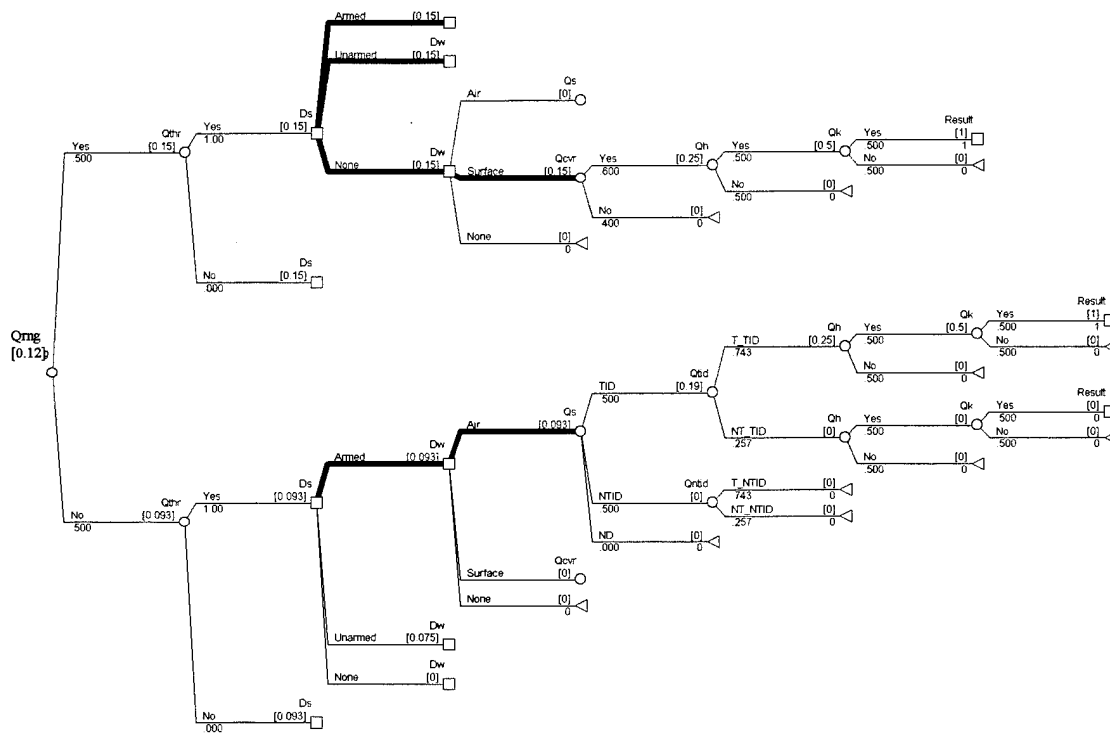 Armed [0.15]
Dw
Unarmed [0.15]
Qs
Air [0]
Ds
Result
Qthr Yes [0.15]
1.00
Qk Yes [1]
500 1
Yes [0.15]
.500
Dw
None [0.15]
Qh Yes [0.5]
.500
No [0]
500 0
Qcvr Yes [0.25]
600
Surface [0.15]
No [0]
.500 0
No [0]
400 0
None [0]
0
Ds
No [0.15]
.000
Qrng
[0.12]
Result
Qk Yes [1]
.500 1
Qh Yes [0.5]
500
No [0]
500 0
T_TID [0.25]
.743
No [0]
500 0
Qtid
TID [0.19]
500
Result
Qk Yes [0]
500 0
Qh Yes [0]
.500
No [0]
.500 0
NT_TID [0]
.257
No [0]
.500 0
Qs
Air [0.093]
Dw
Armed [0.093]
Qntid T_NTID [0]
743 0
NTID [0]
.500
NT_NTID [0]
.257 0
Ds
Qthr Yes [0.093]
1.00
No [0.093]
500
ND [0]
.000 0
Qcvr
Surface [0]
None [0]
0
Dw
Unarmed [0.075]
Dw
None [0]
Ds
No [0.093]
.000